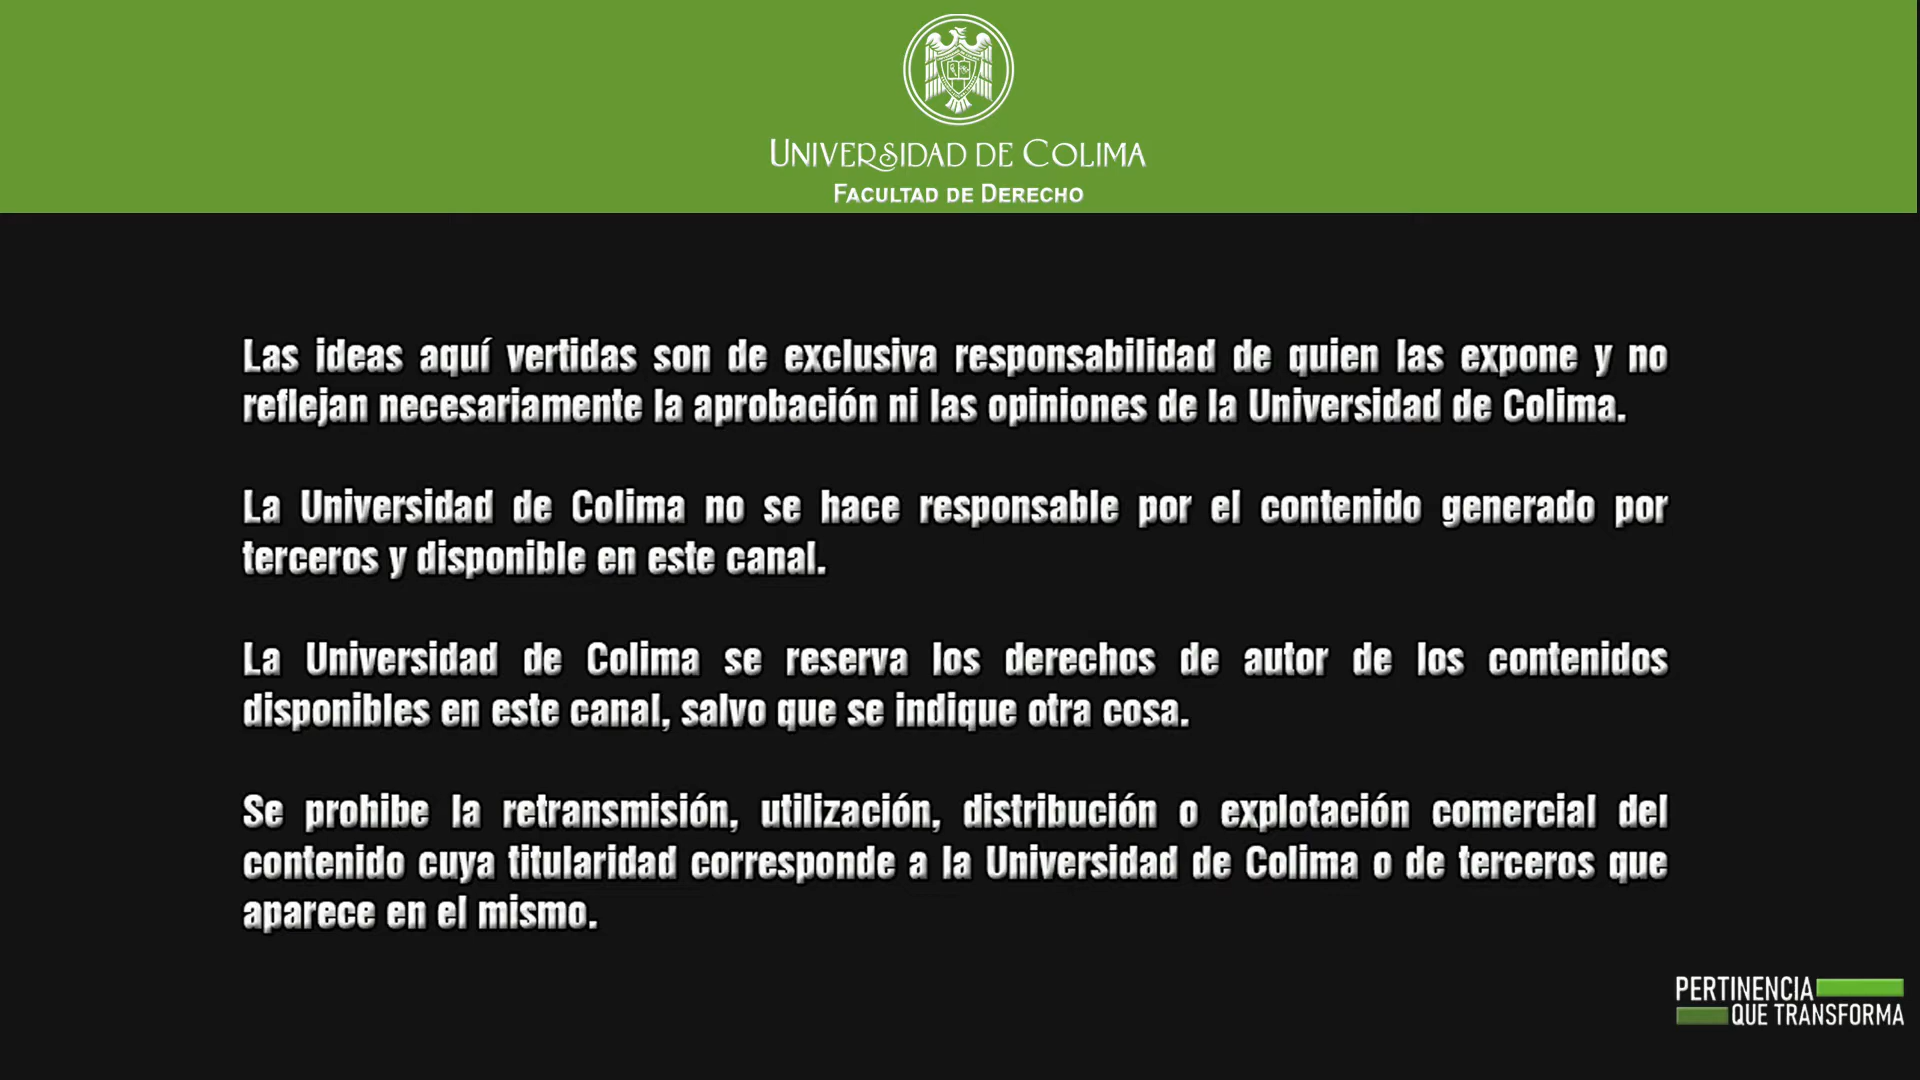 UNIVERSIDAD DE COLIMA
FACULTAD DE DERECHO
Las ideas aquí vertidas son de exclusiva responsabilidad de quien las expone y no
reflejan necesariamente la aprobación ni las opiniones de la Universidad de Colima.
La Universidad de Colima no se hace responsable por el contenido generado por
terceros y disponible en este canal.
La Universidad de Colima se reserva los derechos de autor de los contenidos
disponibles en este canal, salvo que se indique otra cosa.
Se prohibe la retransmisión, utilización, distribución o explotación comercial del
contenido cuya titularidad corresponde a la Universidad de Colima o de terceros que
aparece en el mismo.
PERTINENCIA
QUE TRANSFORMA